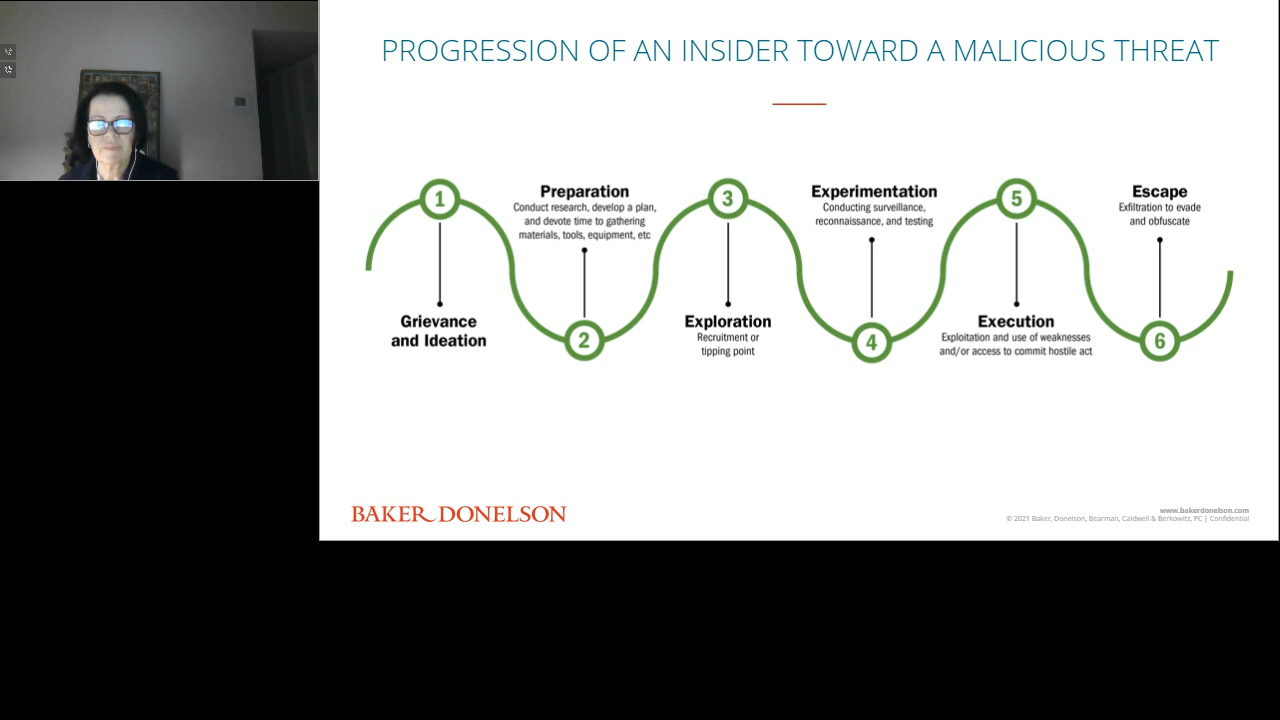 PROGRESSION OF AN INSIDER TOWARD A MALICIOUS THREAT
1
Grievance
and Ideation
Preparation
Conduct research, develop a plan,
and devote time to gathering
materials, tools, equipment, etc
2
3
Exploration
Recruitment or
tipping point
Experimentation
Conducting surveillance,
reconnaissance, and testing
4
5
Execution
Exploitation and use of weaknesses
and/or access to commit hostile act
Escape
Exfiltration to evade
and obfuscate
6
BAKER DONELSON
www.bakerdonelson.com
© 2021 Baker, Donelson, Bearman, Caldwell & Berkowitz, PC | Confidential